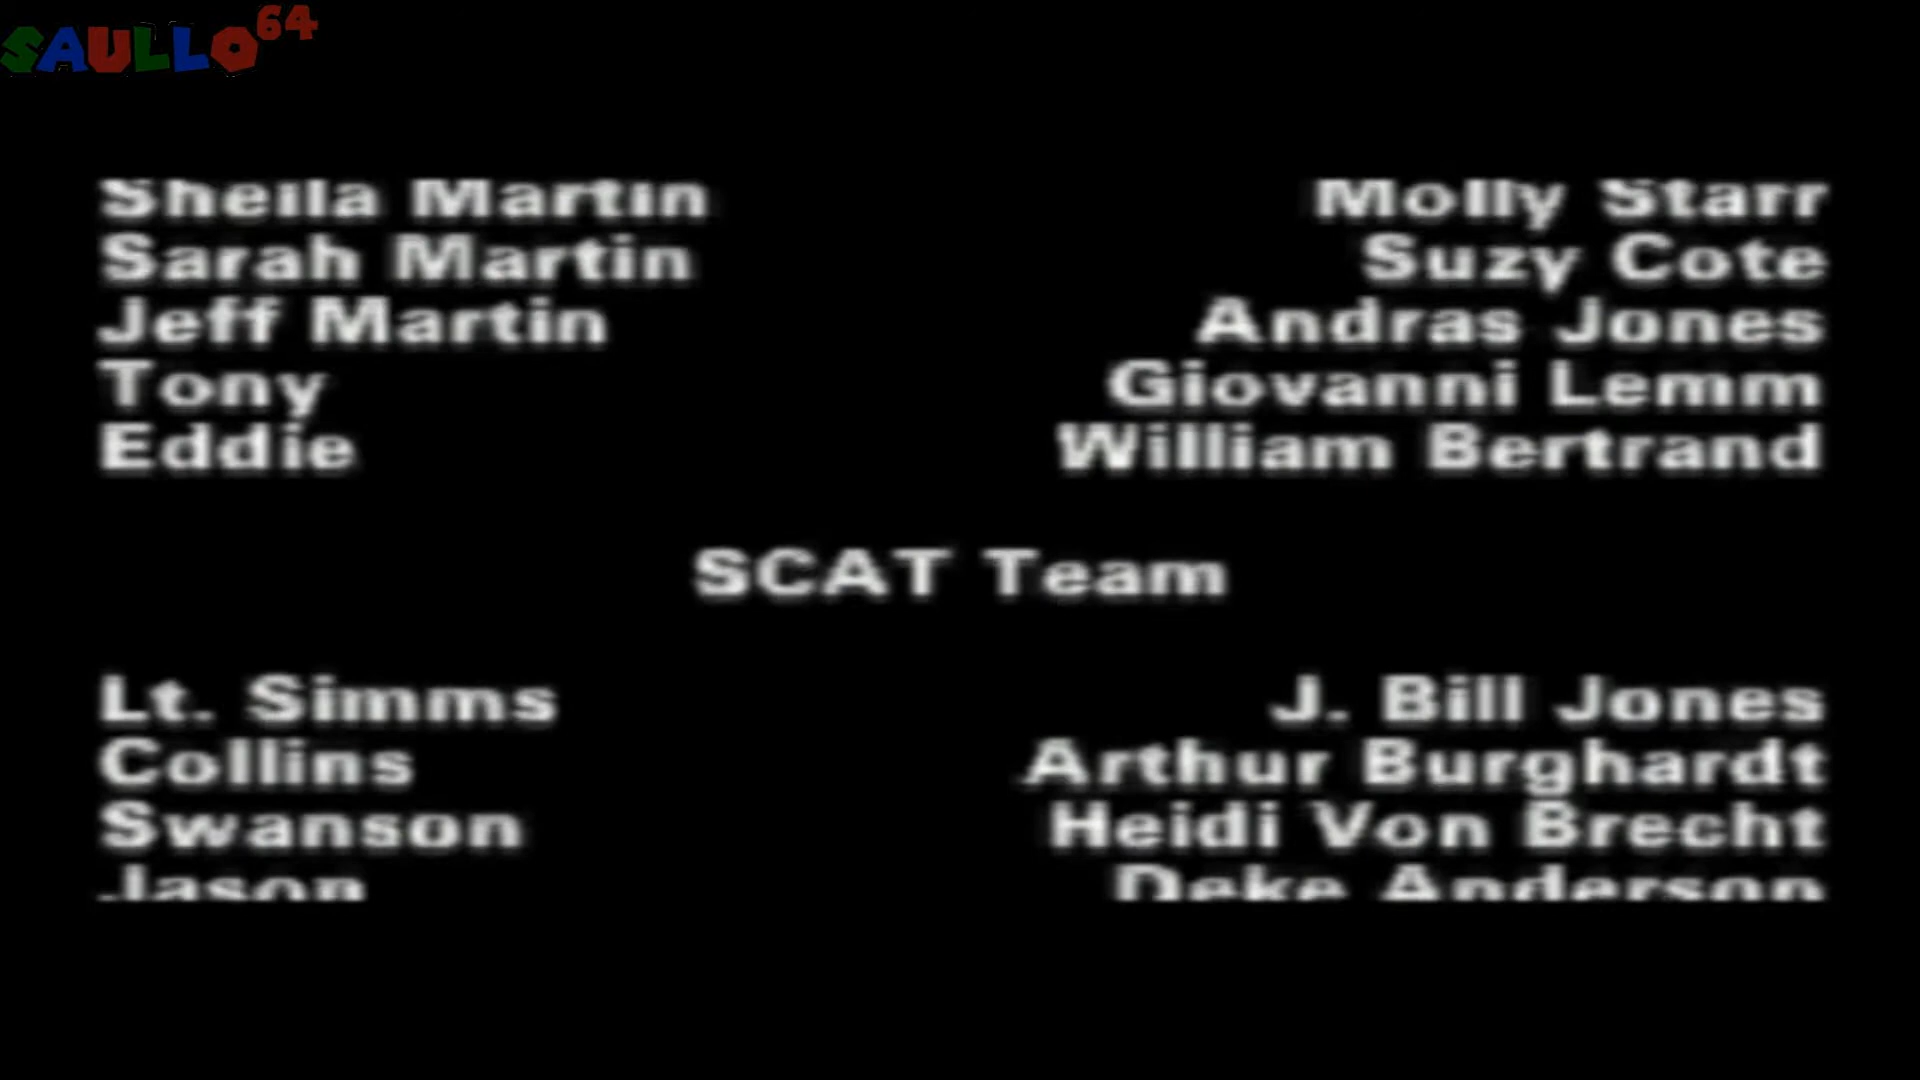 SAULLO64
Sheila Martin Molly Starr
Sarah Martin Suzy Cote
Jeff Martin Andras Jones
Tony Giovanni Lemm
Eddie William Bertrand
SCAT Team
Lt. Simms J. Bill Jones
Collins Arthur Burghardt
Swanson Heidi Von Brecht
Jason Deke Anderson